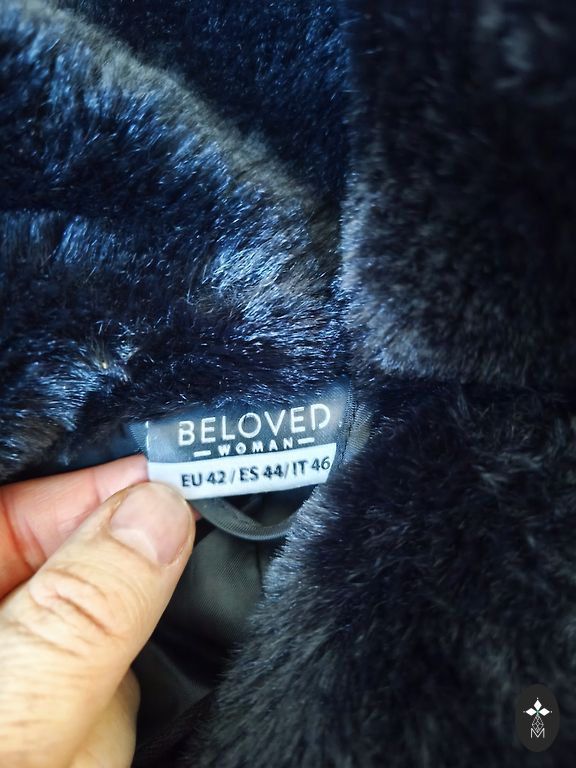 BELOVED
WOMAN
EU 42 / ES 44/ IT 46
M